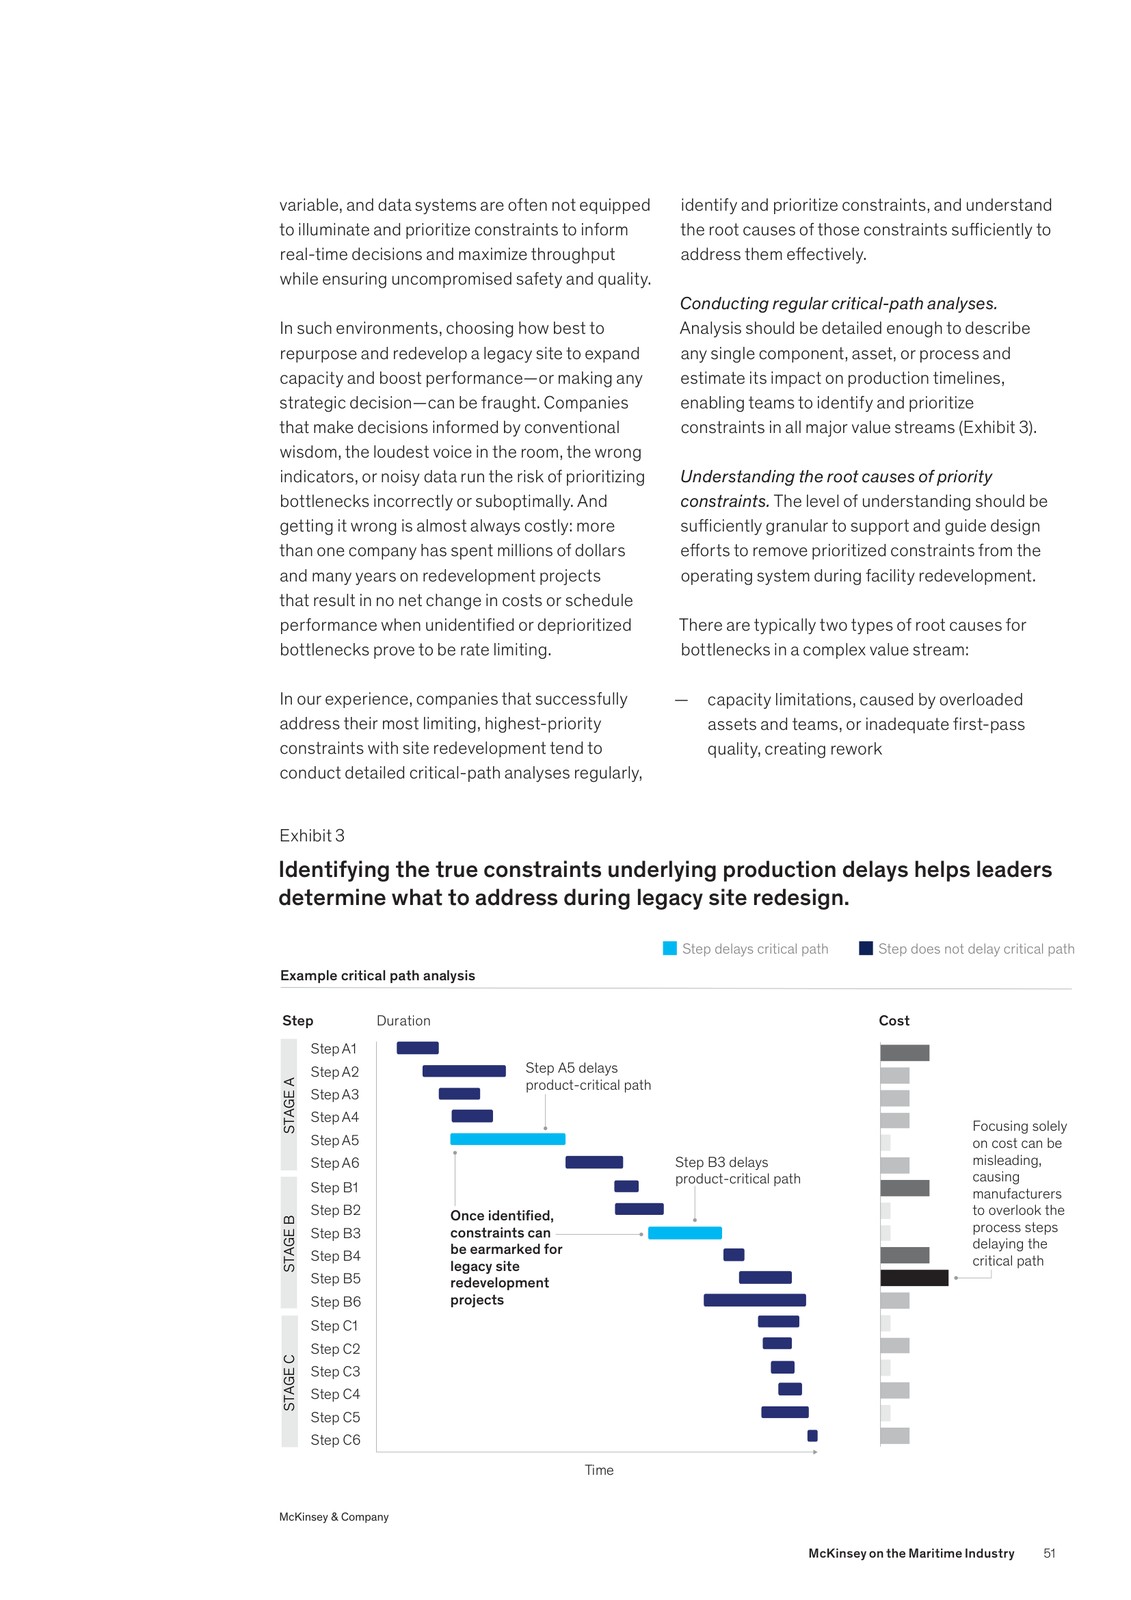 variable, and data systems are often not equipped
to illuminate and prioritize constraints to inform
real-time decisions and maximize throughput
while ensuring uncompromised safety and quality.
In such environments, choosing how best to
repurpose and redevelop a legacy site to expand
capacity and boost performance—or making any
strategic decision—can be fraught. Companies
that make decisions informed by conventional
wisdom, the loudest voice in the room, the wrong
indicators, or noisy data run the risk of prioritizing
bottlenecks incorrectly or suboptimally. And
getting it wrong is almost always costly: more
than one company has spent millions of dollars
and many years on redevelopment projects
that result in no net change in costs or schedule
performance when unidentified or deprioritized
bottlenecks prove to be rate limiting.
In our experience, companies that successfully
address their most limiting, highest-priority
constraints with site redevelopment tend to
conduct detailed critical-path analyses regularly,
identify and prioritize constraints, and understand
the root causes of those constraints sufficiently to
address them effectively.
Conducting regular critical-path analyses.
Analysis should be detailed enough to describe
any single component, asset, or process and
estimate its impact on production timelines,
enabling teams to identify and prioritize
constraints in all major value streams (Exhibit 3).
Understanding the root causes of priority
constraints. The level of understanding should be
sufficiently granular to support and guide design
efforts to remove prioritized constraints from the
operating system during facility redevelopment.
There are typically two types of root causes for
bottlenecks in a complex value stream:
— capacity limitations, caused by overloaded
assets and teams, or inadequate first-pass
quality, creating rework
Exhibit 3
Identifying the true constraints underlying production delays helps leaders
determine what to address during legacy site redesign.
Step delays critical path
Step does not delay critical path
Example critical path analysis
Step
Duration
Cost
STAGE A
Step A1
Step A2
Step A3
Step A4
Step A5
Step A6
STAGE B
Step B1
Step B2
Step B3
Step B4
Step B5
Step B6
STAGE C
Step C1
Step C2
Step C3
Step C4
Step C5
Step C6
Step A5 delays
product-critical path
Step B3 delays
product-critical path
Once identified,
constraints can
be earmarked for
legacy site
redevelopment
projects
Focusing solely
on cost can be
misleading,
causing
manufacturers
to overlook the
process steps
delaying the
critical path
Time
McKinsey & Company
McKinsey on the Maritime Industry 51